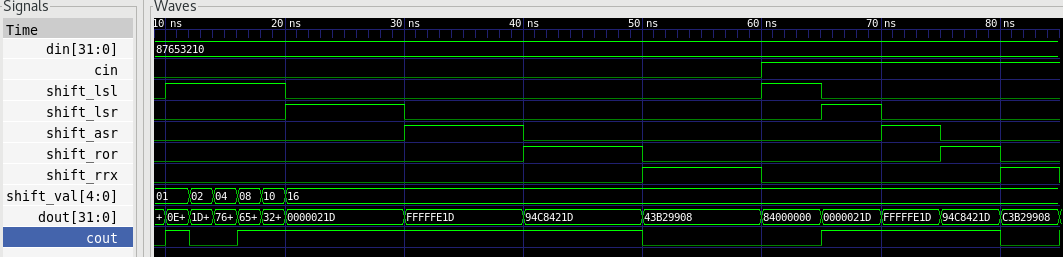 Signals
Waves
Time
10 ns 20 ns 30 ns 40 ns 50 ns 60 ns 70 ns 80 ns
din[31:0] 87653210
cin
shift_lsl
shift_lsr
shift_asr
shift_ror
shift_rrx
shift_val[4:0] 01 02 04 08 10 16
dout[31:0] + 0E+ 1D+ 76+ 65+ 32+ 0000021D FFFFFE1D 94C8421D 43B29908 84000000 0000021D FFFFFE1D 94C8421D C3B29908
cout